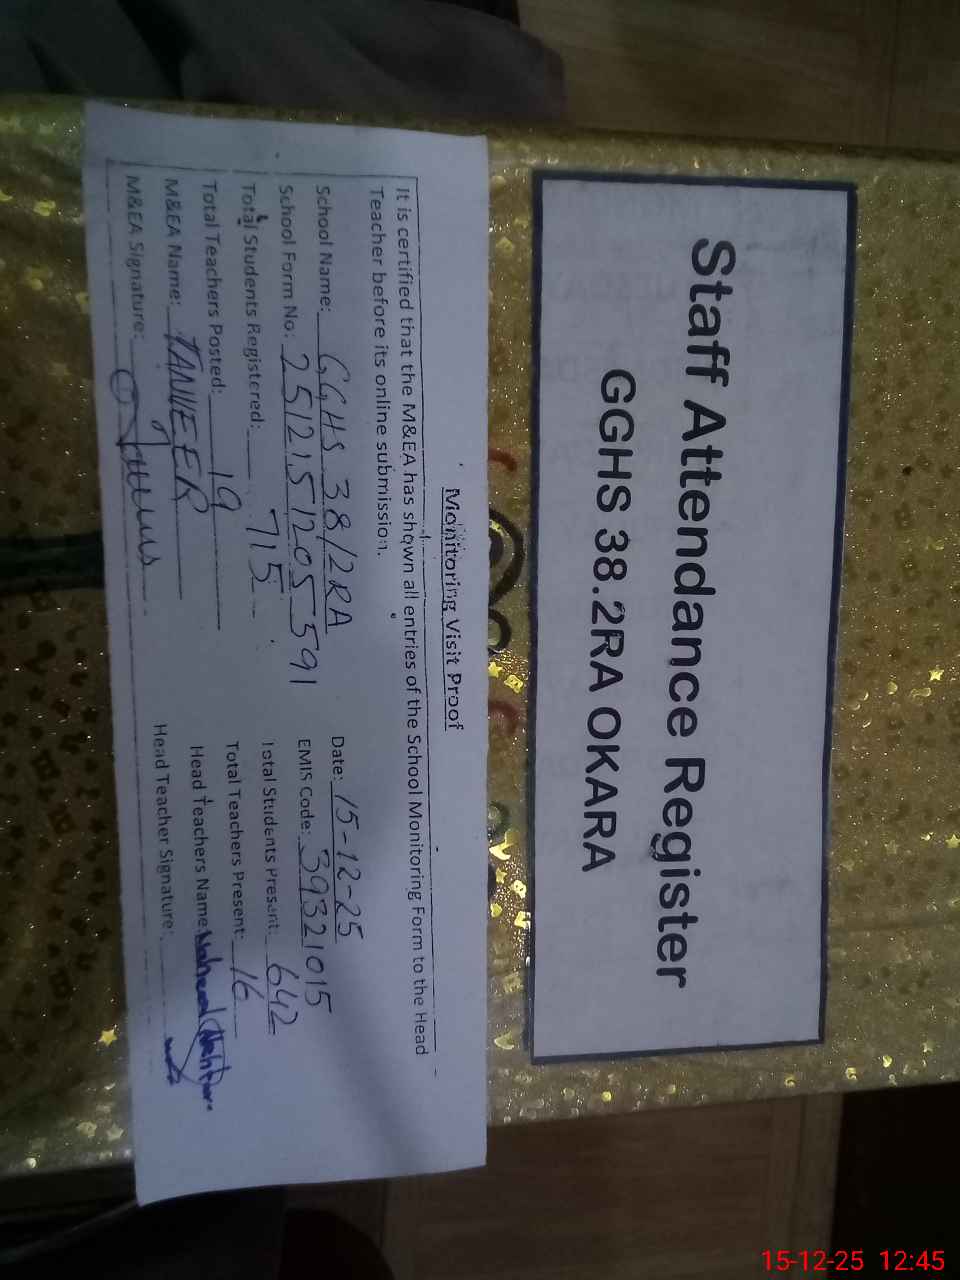 Staff Attendance Register
GGHS 38.2RA OKARA
Monitoring Visit Proof
It is certified that the M&EA has shown all entries of the School Monitoring Form to the Head
Teacher before its online submission.
School Name: GGHS 38/2RA Date: 15-12-25
School Form No: 2512151205591 EMIS Code: 39321015
Total Students Registered: 715 Total Students Present: 642
Total Teachers Posted: 19 Total Teachers Present: 16
M&EA Name: TANVEER Head Teachers Name: Naheed Akhtar
M&EA Signature: Head Teacher Signature:
15-12-25 12:45